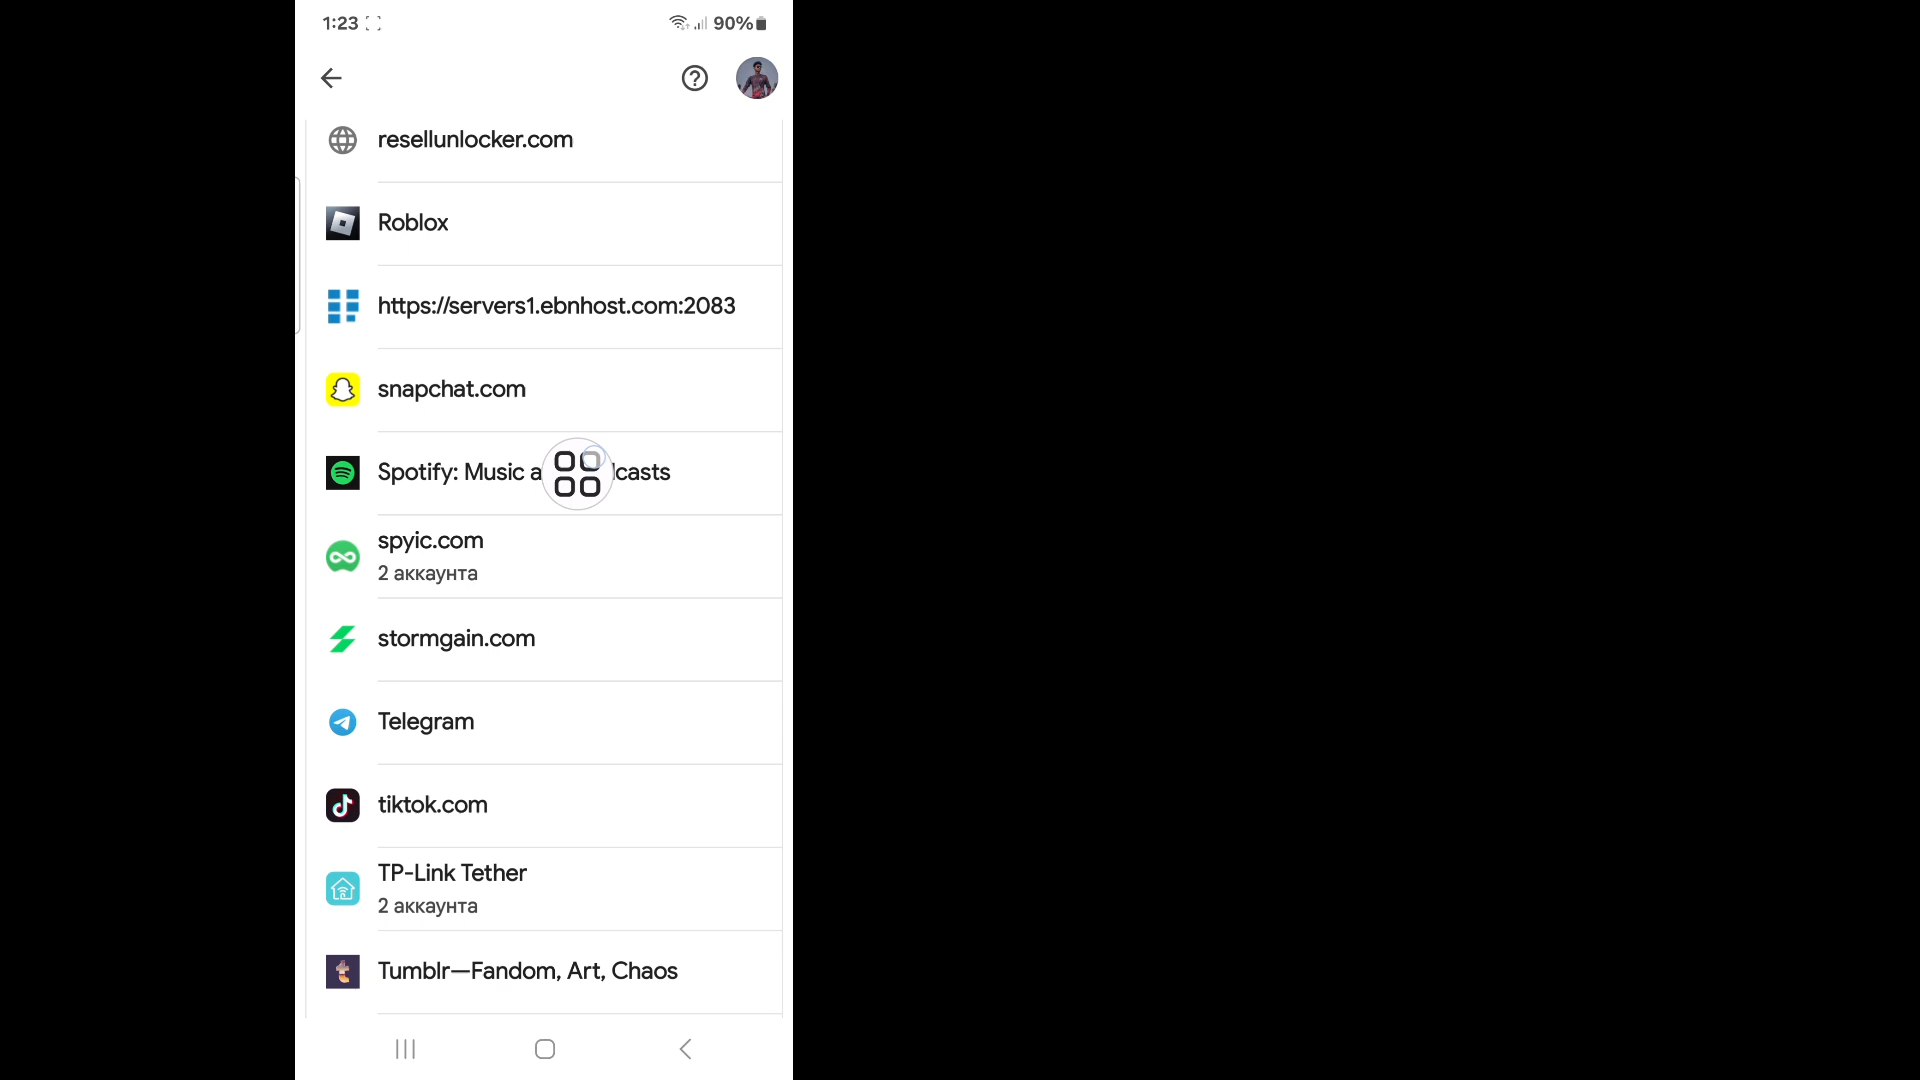 1:23
90%
resellunlocker.com
Roblox
https://servers1.ebnhost.com:2083
snapchat.com
Spotify: Music a dcasts
spyic.com
2 аккаунта
stormgain.com
Telegram
tiktok.com
TP-Link Tether
2 аккаунта
Tumblr—Fandom, Art, Chaos